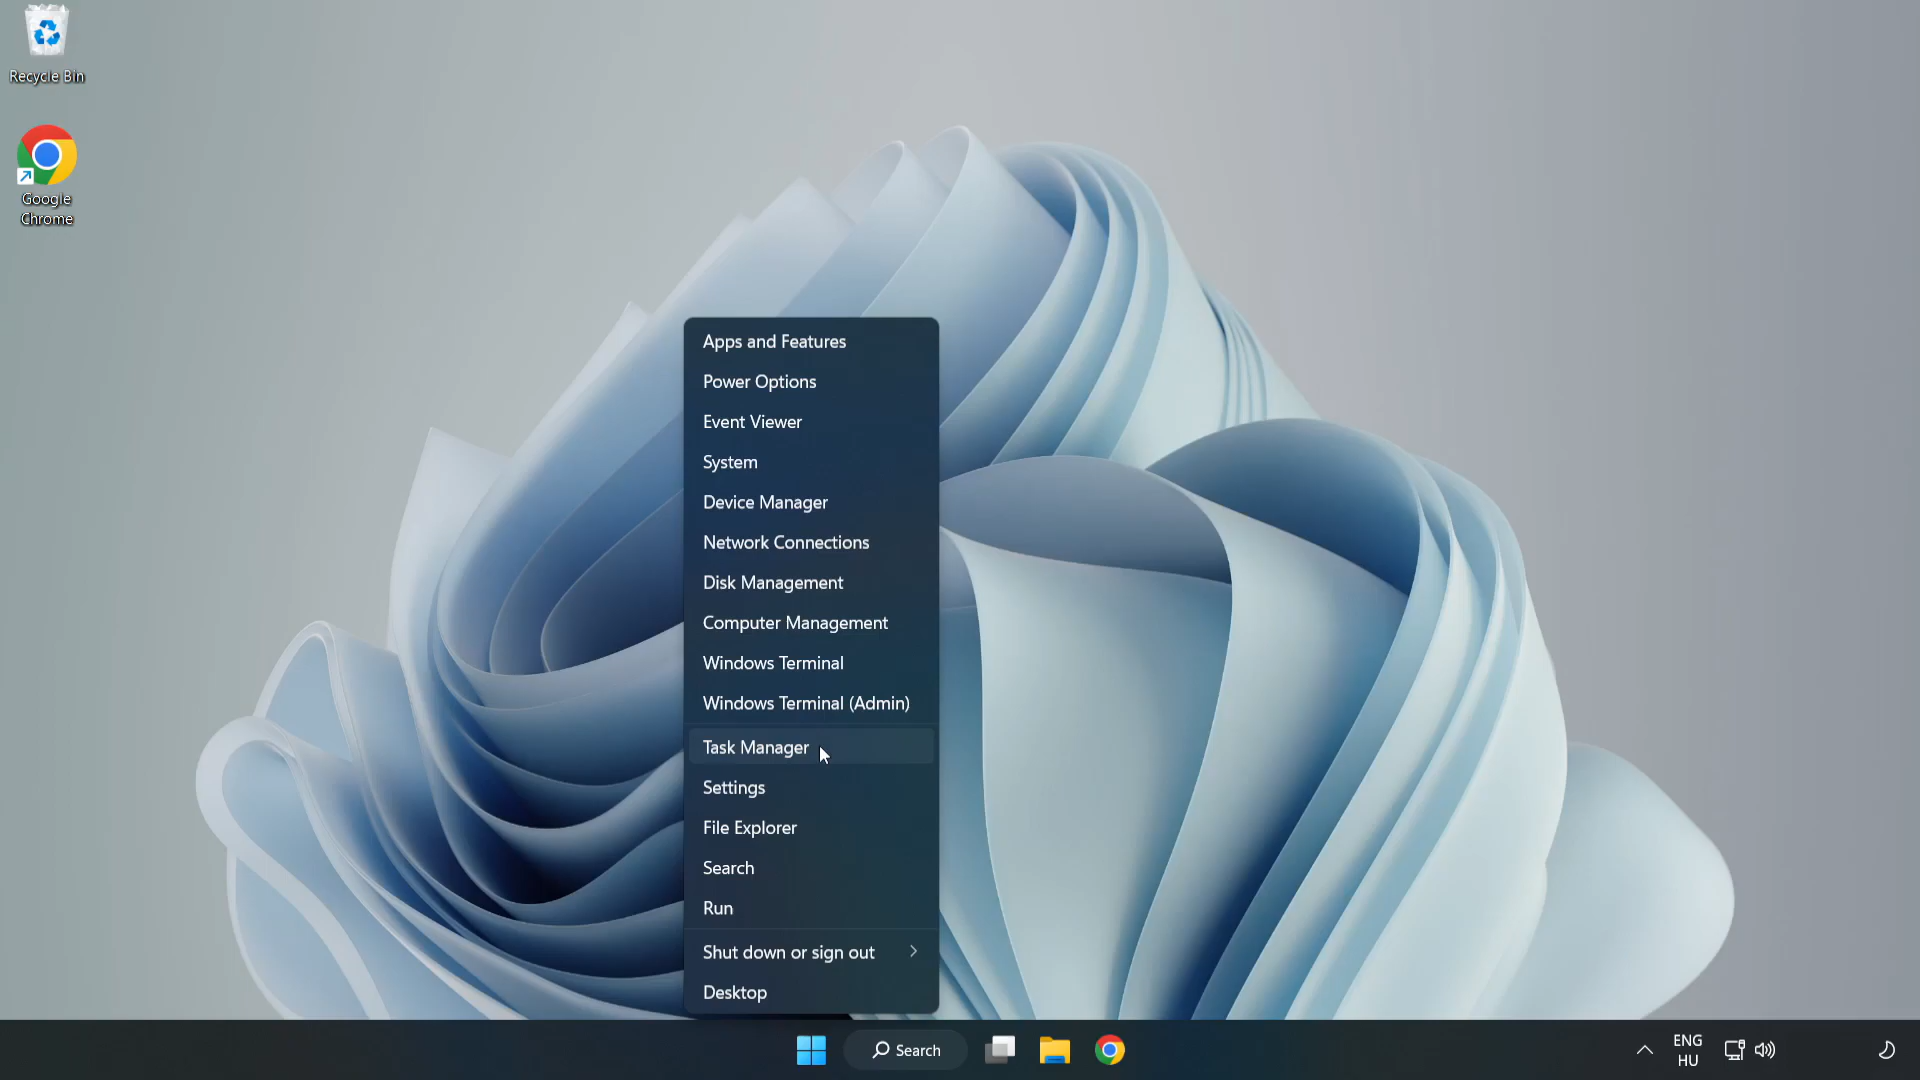 Recycle Bin
Google
Chrome
Apps and Features
Power Options
Event Viewer
System
Device Manager
Network Connections
Disk Management
Computer Management
Windows Terminal
Windows Terminal (Admin)
Task Manager
Settings
File Explorer
Search
Run
Shut down or sign out
Desktop
Search
ENG
HU